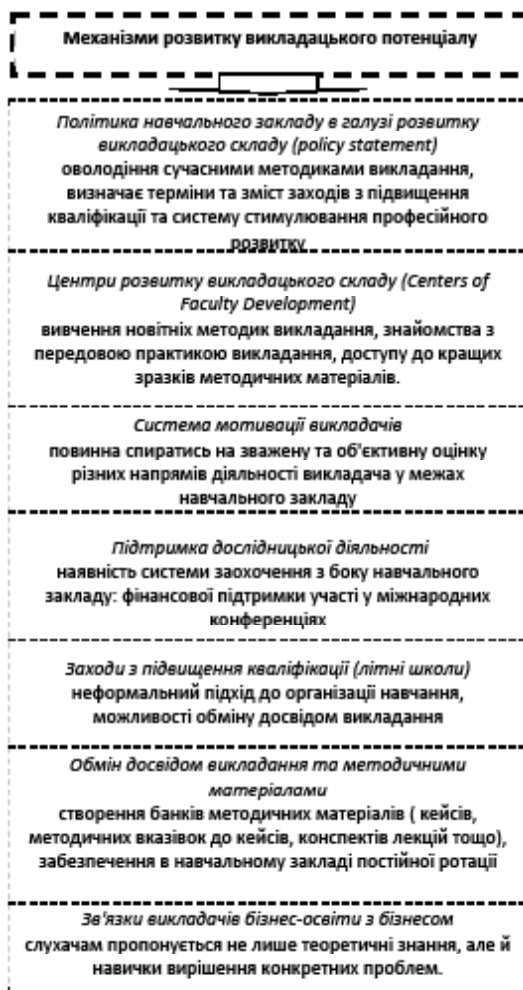 Механізми розвитку викладацького потенціалу
Політика навчального закладу в галузі розвитку
викладацького складу (policy statement)
оволодіння сучасними методиками викладання,
визначає терміни та зміст заходів з підвищення
кваліфікації та систему стимулювання професійного
розвитку
Центри розвитку викладацького складу (Centers of
Faculty Development)
вивчення новітніх методик викладання, знайомства з
передовою практикою викладання, доступу до кращих
зразків методичних матеріалів.
Система мотивації викладачів
повинна спиратись на зважену та об'єктивну оцінку
різних напрямів діяльності викладача у межах
навчального закладу
Підтримка дослідницької діяльності
наявність системи заохочення з боку навчального
закладу: фінансової підтримки участі у міжнародних
конференціях
Заходи з підвищення кваліфікації (літні школи)
неформальний підхід до організації навчання,
можливості обміну досвідом викладання
Обмін досвідом викладання та методичними
матеріалами
створення банків методичних матеріалів ( кейсів,
методичних вказівок до кейсів, конспектів лекцій тощо),
забезпечення в навчальному закладі постійної ротації
Зв'язки викладачів бізнес-освіти з бізнесом
слухачам пропонується не лише теоретичні знання, але й
навички вирішення конкретних проблем.